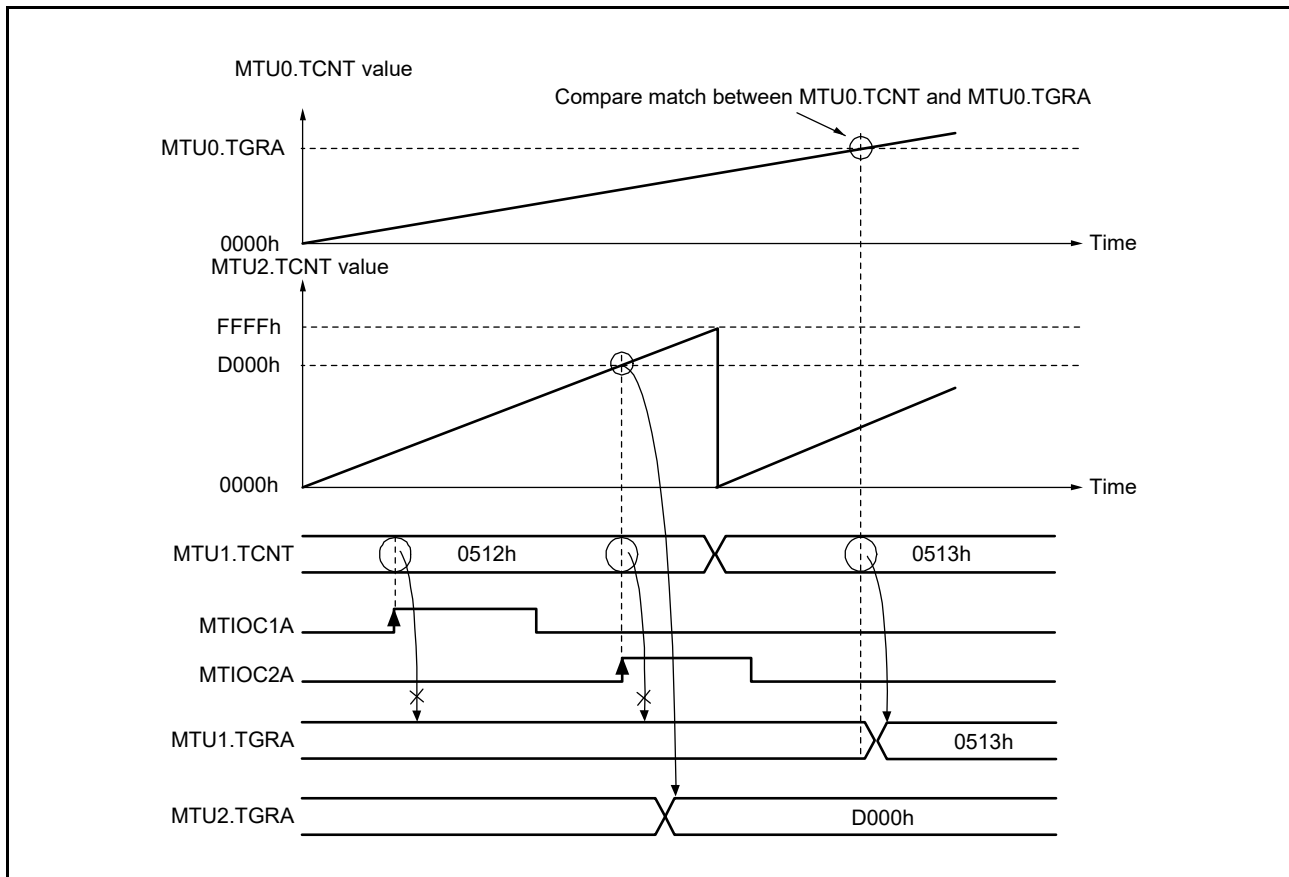 MTU0.TCNT value
Compare match between MTU0.TCNT and MTU0.TGRA
MTU0.TGRA
0000h
Time
MTU2.TCNT value
FFFFh
D000h
0000h
Time
MTU1.TCNT
0512h
0513h
MTIOC1A
MTIOC2A
MTU1.TGRA
0513h
MTU2.TGRA
D000h